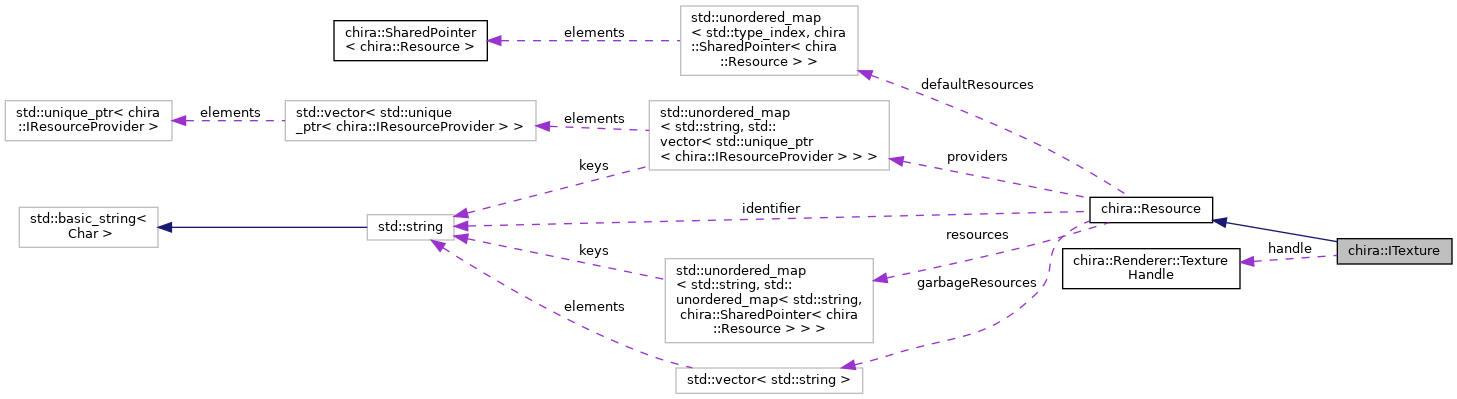 chira::SharedPointer
< chira::Resource >
elements
std::unordered_map
< std::type_index, chira
::SharedPointer< chira
::Resource > >
defaultResources
std::unique_ptr< chira
::IResourceProvider >
elements
std::vector< std::unique
_ptr< chira::IResourceProvider > >
elements
std::unordered_map
< std::string, std::
vector< std::unique_ptr
< chira::IResourceProvider > > >
providers
keys
identifier
std::basic_string<
Char >
std::string
chira::Resource
resources
keys
std::unordered_map
< std::string, std::
unordered_map< std::string,
chira::SharedPointer< chira
::Resource > > >
chira::Renderer::Texture
Handle
handle
chira::ITexture
garbageResources
elements
std::vector< std::string >